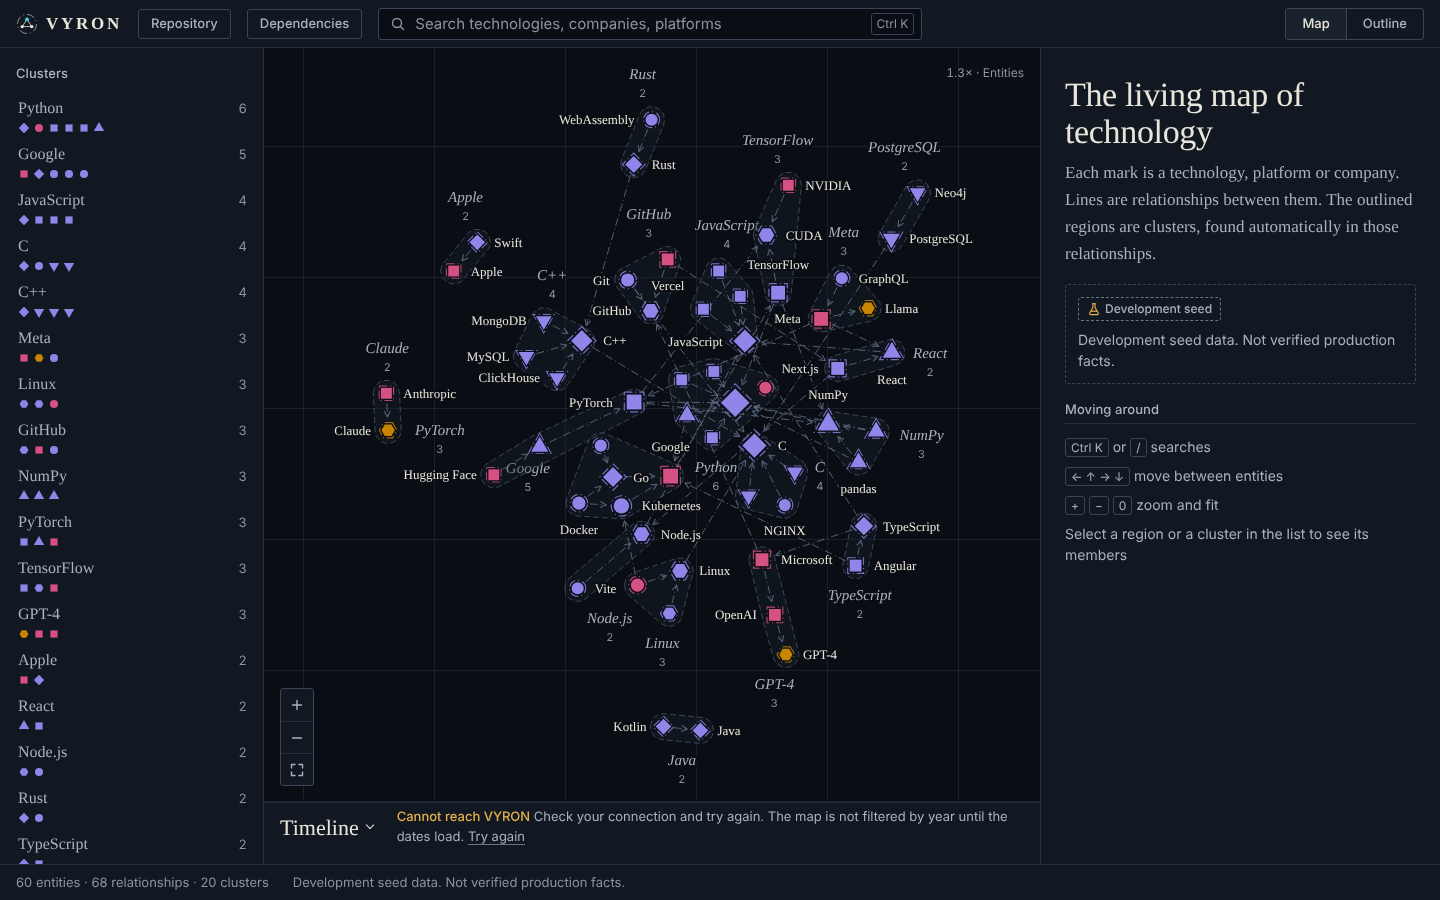 VYRON
Repository
Dependencies
Search technologies, companies, platforms
Ctrl K
Map
Outline
Clusters
Python 6
Google 5
JavaScript 4
C 4
C++ 4
Meta 3
Linux 3
GitHub 3
NumPy 3
PyTorch 3
TensorFlow 3
GPT-4 3
Apple 2
React 2
Node.js 2
Rust 2
TypeScript 2
1.3× · Entities
Rust
2
WebAssembly
Rust
TensorFlow
3
PostgreSQL
2
NVIDIA
Neo4j
Apple
2
GitHub
3
JavaScript
4
CUDA
Meta
3
PostgreSQL
Swift
Apple
C++
4
Git
Vercel
TensorFlow
GraphQL
GitHub
Llama
MongoDB
Meta
C++
JavaScript
MySQL
ClickHouse
Claude
2
React
2
Next.js
React
Anthropic
PyTorch
NumPy
Claude
PyTorch
3
NumPy
3
Google
C
Hugging Face
Google
5
Python
6
C
4
Go
pandas
Kubernetes
Docker
Node.js
NGINX
TypeScript
Microsoft
Angular
Linux
Vite
TypeScript
2
Node.js
2
OpenAI
Linux
3
GPT-4
GPT-4
3
Kotlin
Java
Java
2
+
−
Timeline
Cannot reach VYRON Check your connection and try again. The map is not filtered by year until the
dates load. Try again
The living map of
technology
Each mark is a technology, platform or company.
Lines are relationships between them. The outlined
regions are clusters, found automatically in those
relationships.
Development seed
Development seed data. Not verified production
facts.
Moving around
Ctrl K or / searches
← ↑ → ↓ move between entities
+ − 0 zoom and fit
Select a region or a cluster in the list to see its
members
60 entities · 68 relationships · 20 clusters
Development seed data. Not verified production facts.